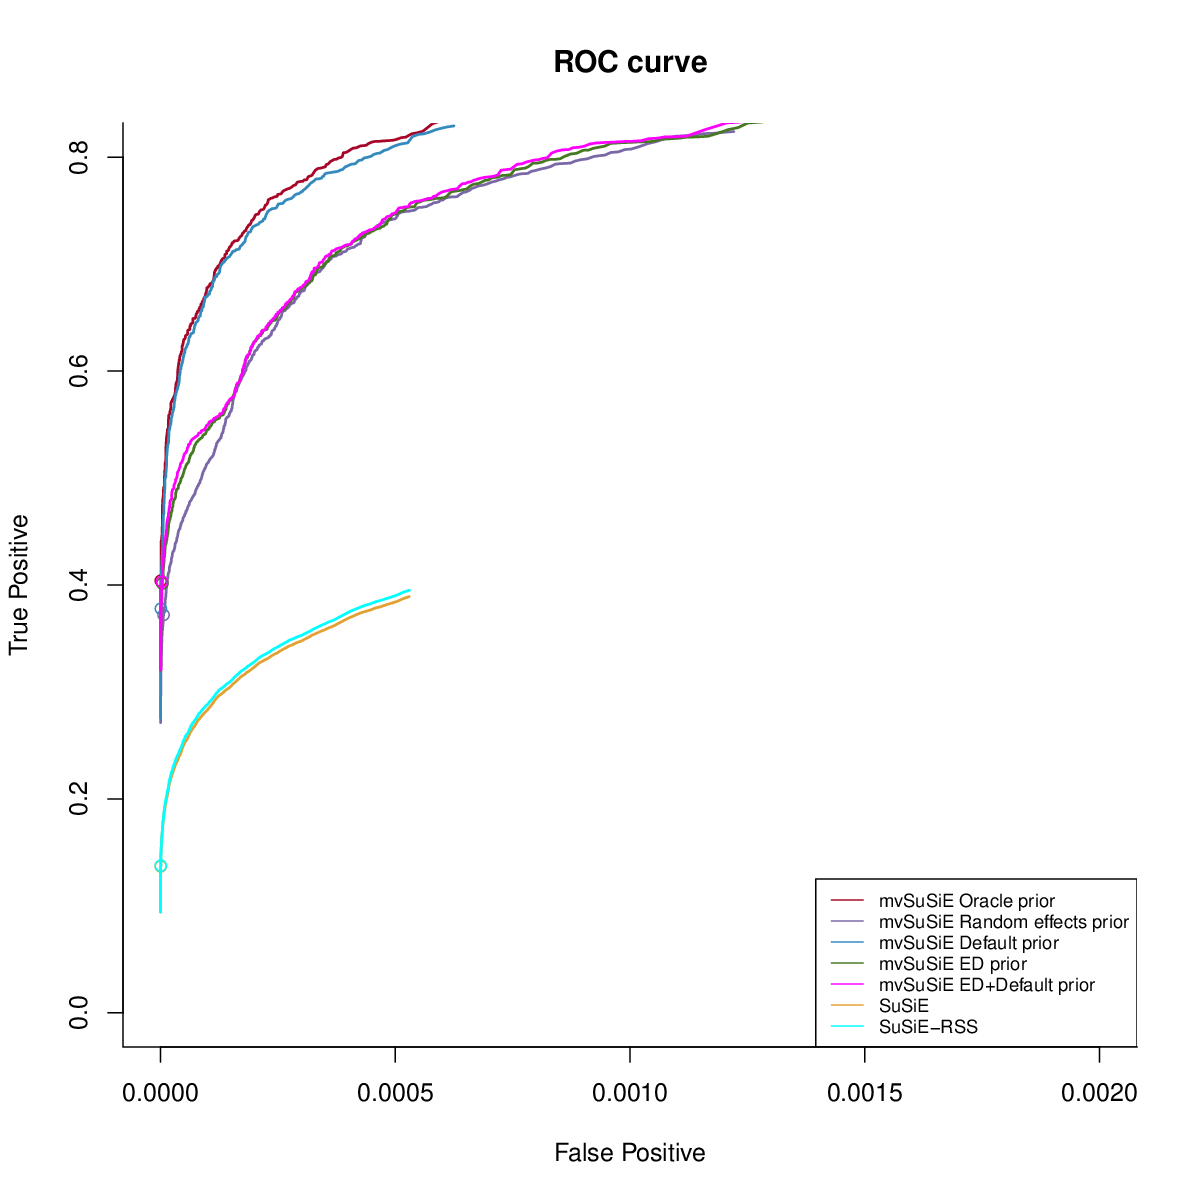 ROC curve
True Positive
0.8
0.6
0.4
0.2
0.0
mvSuSiE Oracle prior
mvSuSiE Random effects prior
mvSuSiE Default prior
mvSuSiE ED prior
mvSuSiE ED+Default prior
SuSiE
SuSiE−RSS
0.0000 0.0005 0.0010 0.0015 0.0020
False Positive